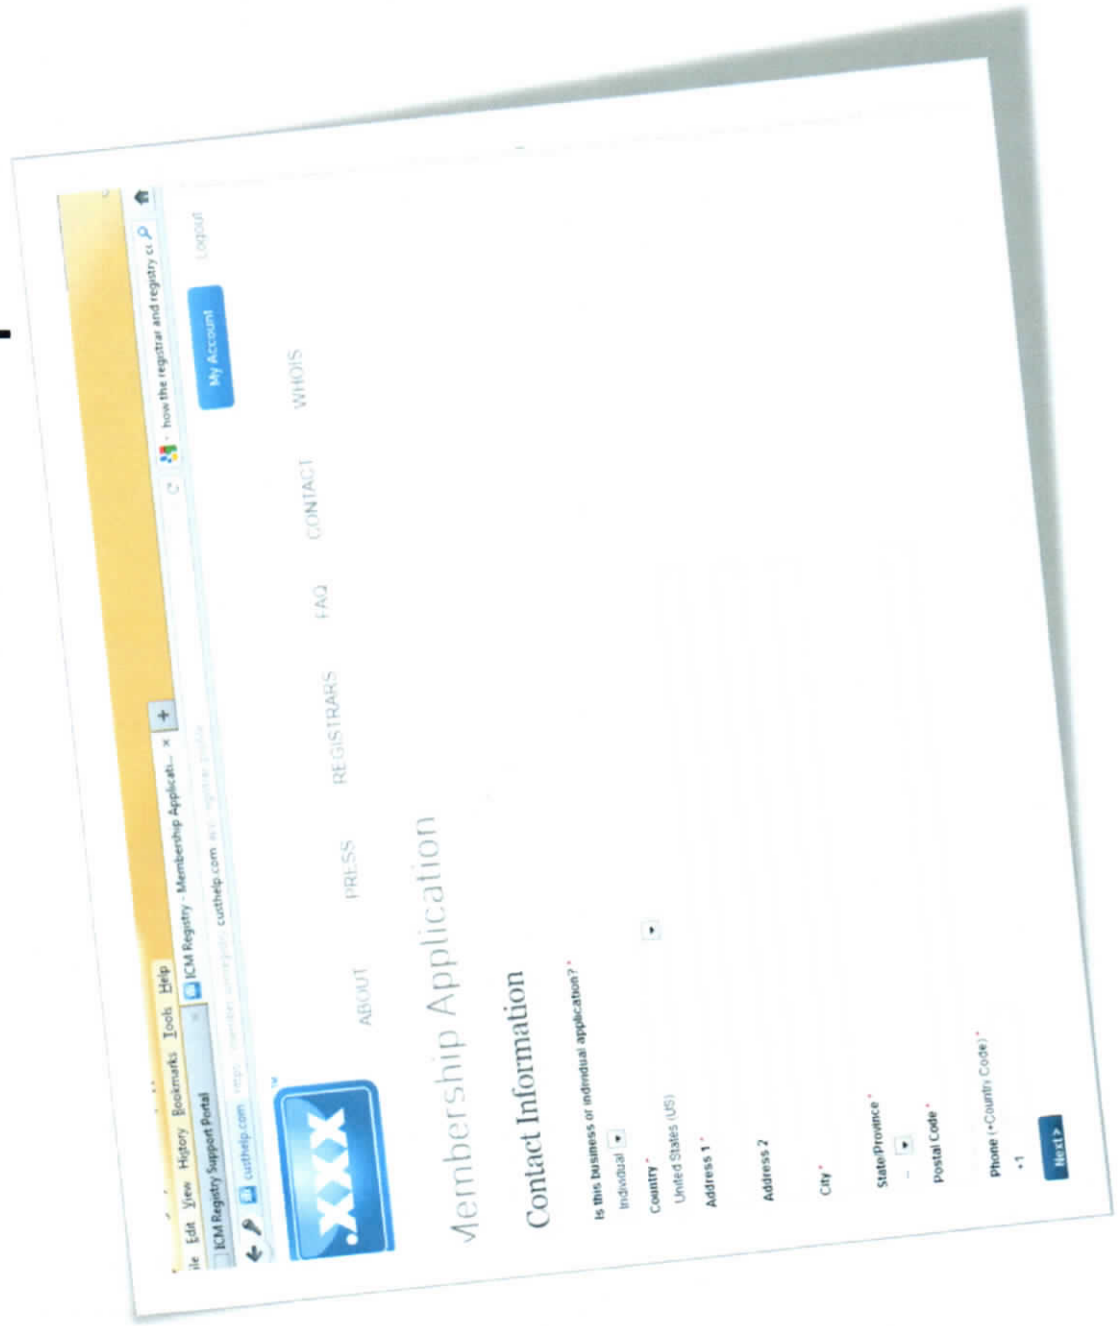 ile Edit View History Bookmarks Tools Help
ICM Registry Support Portal
ICM Registry - Membership Applicati... × +
custhelp.com
custhelp.com
how the registrar and registry cc
My Account
Logout
.XXX
ABOUT PRESS REGISTRARS FAQ CONTACT WHOIS
Membership Application
Contact Information
Is this business or individual application? *
Individual
Country *
United States (US)
Address 1 *
Address 2
City *
State/Province *
--
Postal Code *
Phone (+Country Code) *
+1
Next >